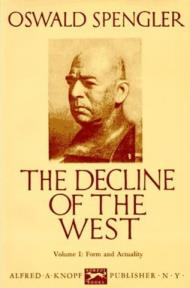 OSWALD SPENGLER
THE DECLINE
OF THE
WEST
Volume I: Form and Actuality
ALFRED·A·KNOPF PUBLISHER·N·Y·